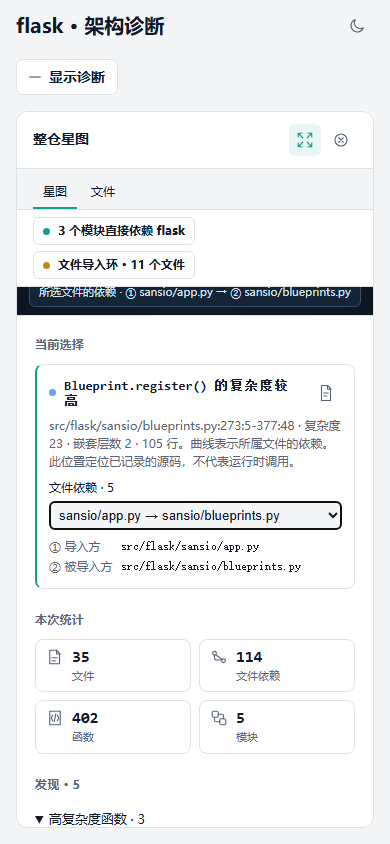 flask · 架构诊断
显示诊断
整仓星图
星图 文件
3 个模块直接依赖 flask
文件导入环 · 11 个文件
所选文件的依赖 · ① sansio/app.py → ② sansio/blueprints.py
当前选择
Blueprint.register() 的复杂度较
高
src/flask/sansio/blueprints.py:273:5-377:48 · 复杂度
23 · 嵌套层数 2 · 105 行。曲线表示所属文件的依赖。
此位置定位已记录的源码，不代表运行时调用。
文件依赖 · 5
sansio/app.py → sansio/blueprints.py
① 导入方 src/flask/sansio/app.py
② 被导入方 src/flask/sansio/blueprints.py
本次统计
35
文件
114
文件依赖
402
函数
5
模块
发现 · 5
▼ 高复杂度函数 · 3